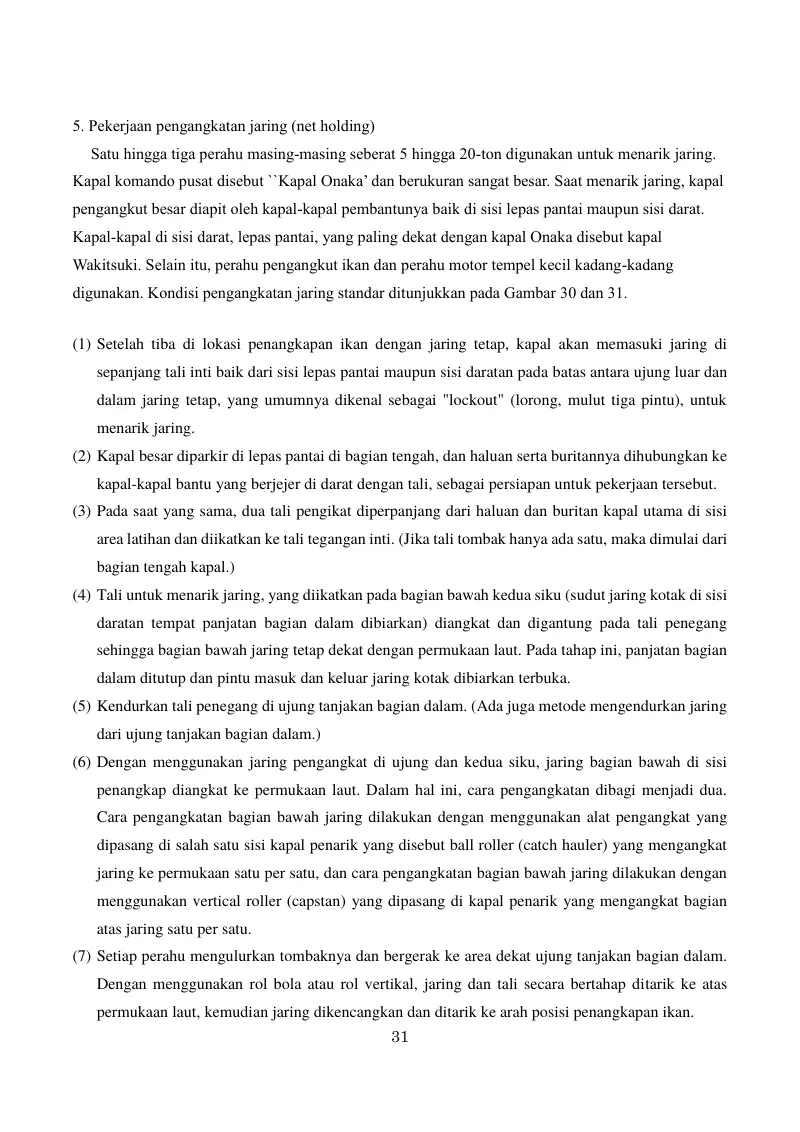 5. Pekerjaan pengangkatan jaring (net holding)
Satu hingga tiga perahu masing-masing seberat 5 hingga 20-ton digunakan untuk menarik jaring.
Kapal komando pusat disebut ``Kapal Onaka’ dan berukuran sangat besar. Saat menarik jaring, kapal
pengangkut besar diapit oleh kapal-kapal pembantunya baik di sisi lepas pantai maupun sisi darat.
Kapal-kapal di sisi darat, lepas pantai, yang paling dekat dengan kapal Onaka disebut kapal
Wakitsuki. Selain itu, perahu pengangkut ikan dan perahu motor tempel kecil kadang-kadang
digunakan. Kondisi pengangkatan jaring standar ditunjukkan pada Gambar 30 dan 31.
(1) Setelah tiba di lokasi penangkapan ikan dengan jaring tetap, kapal akan memasuki jaring di
sepanjang tali inti baik dari sisi lepas pantai maupun sisi daratan pada batas antara ujung luar dan
dalam jaring tetap, yang umumnya dikenal sebagai "lockout" (lorong, mulut tiga pintu), untuk
menarik jaring.
(2) Kapal besar diparkir di lepas pantai di bagian tengah, dan haluan serta buritannya dihubungkan ke
kapal-kapal bantu yang berjejer di darat dengan tali, sebagai persiapan untuk pekerjaan tersebut.
(3) Pada saat yang sama, dua tali pengikat diperpanjang dari haluan dan buritan kapal utama di sisi
area latihan dan diikatkan ke tali tegangan inti. (Jika tali tombak hanya ada satu, maka dimulai dari
bagian tengah kapal.)
(4) Tali untuk menarik jaring, yang diikatkan pada bagian bawah kedua siku (sudut jaring kotak di sisi
daratan tempat panjatan bagian dalam dibiarkan) diangkat dan digantung pada tali penegang
sehingga bagian bawah jaring tetap dekat dengan permukaan laut. Pada tahap ini, panjatan bagian
dalam ditutup dan pintu masuk dan keluar jaring kotak dibiarkan terbuka.
(5) Kendurkan tali penegang di ujung tanjakan bagian dalam. (Ada juga metode mengendurkan jaring
dari ujung tanjakan bagian dalam.)
(6) Dengan menggunakan jaring pengangkat di ujung dan kedua siku, jaring bagian bawah di sisi
penangkap diangkat ke permukaan laut. Dalam hal ini, cara pengangkatan dibagi menjadi dua.
Cara pengangkatan bagian bawah jaring dilakukan dengan menggunakan alat pengangkat yang
dipasang di salah satu sisi kapal penarik yang disebut ball roller (catch hauler) yang mengangkat
jaring ke permukaan satu per satu, dan cara pengangkatan bagian bawah jaring dilakukan dengan
menggunakan vertical roller (capstan) yang dipasang di kapal penarik yang mengangkat bagian
atas jaring satu per satu.
(7) Setiap perahu mengulurkan tombaknya dan bergerak ke area dekat ujung tanjakan bagian dalam.
Dengan menggunakan rol bola atau rol vertikal, jaring dan tali secara bertahap ditarik ke atas
permukaan laut, kemudian jaring dikencangkan dan ditarik ke arah posisi penangkapan ikan.
31